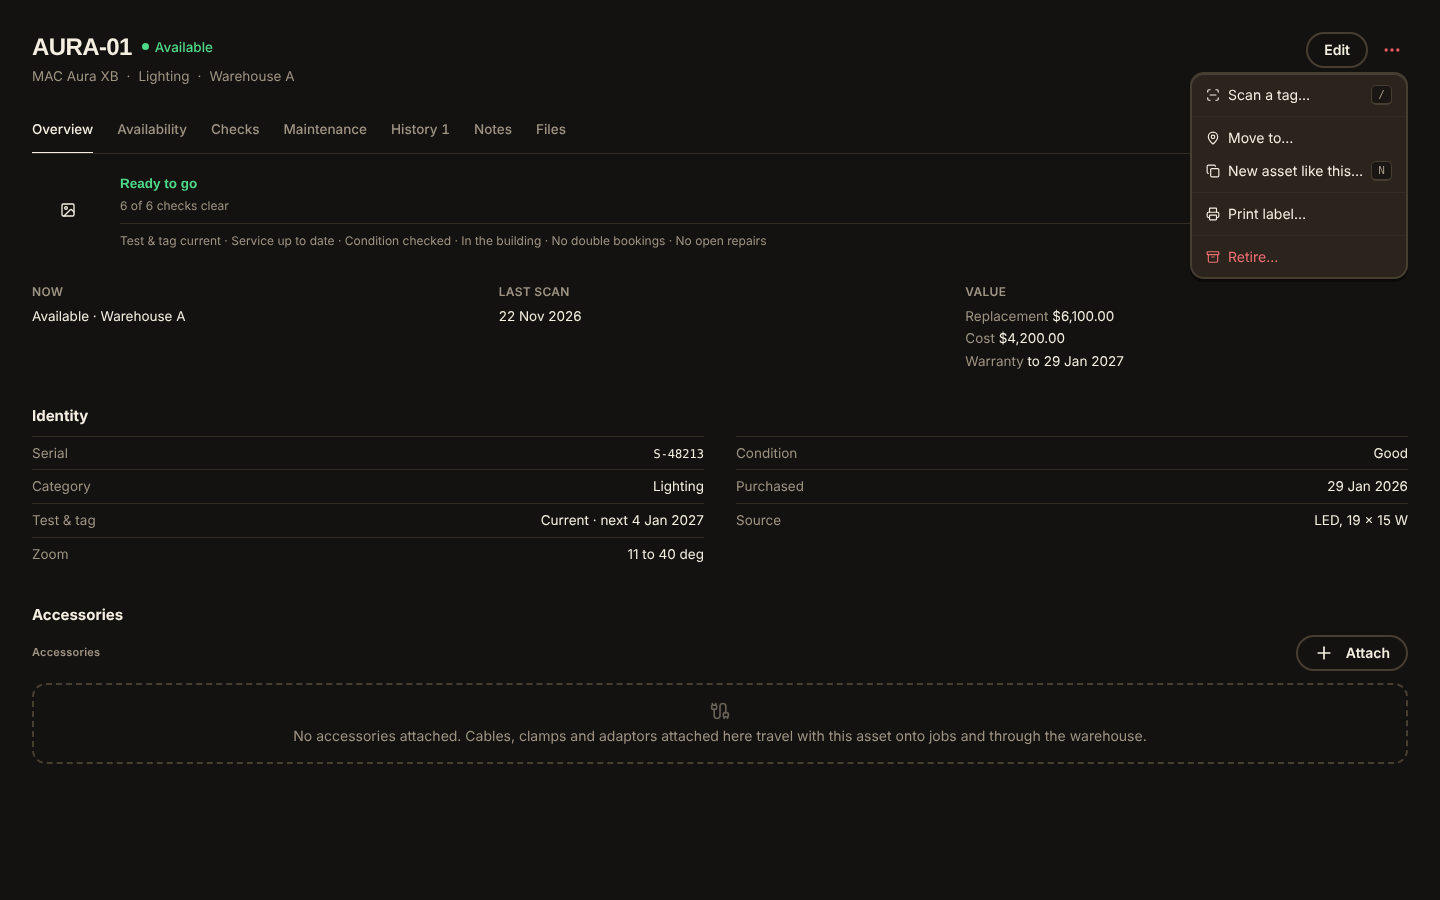 AURA-01
Available
Edit
MAC Aura XB · Lighting · Warehouse A
Scan a tag... /
Move to...
New asset like this... N
Print label...
Retire...
Overview Availability Checks Maintenance History 1 Notes Files
Ready to go
6 of 6 checks clear
Test & tag current · Service up to date · Condition checked · In the building · No double bookings · No open repairs
NOW
Available · Warehouse A
LAST SCAN
22 Nov 2026
VALUE
Replacement $6,100.00
Cost $4,200.00
Warranty to 29 Jan 2027
Identity
Serial S-48213
Category Lighting
Test & tag Current · next 4 Jan 2027
Zoom 11 to 40 deg
Condition Good
Purchased 29 Jan 2026
Source LED, 19 × 15 W
Accessories
Accessories
Attach
No accessories attached. Cables, clamps and adaptors attached here travel with this asset onto jobs and through the warehouse.